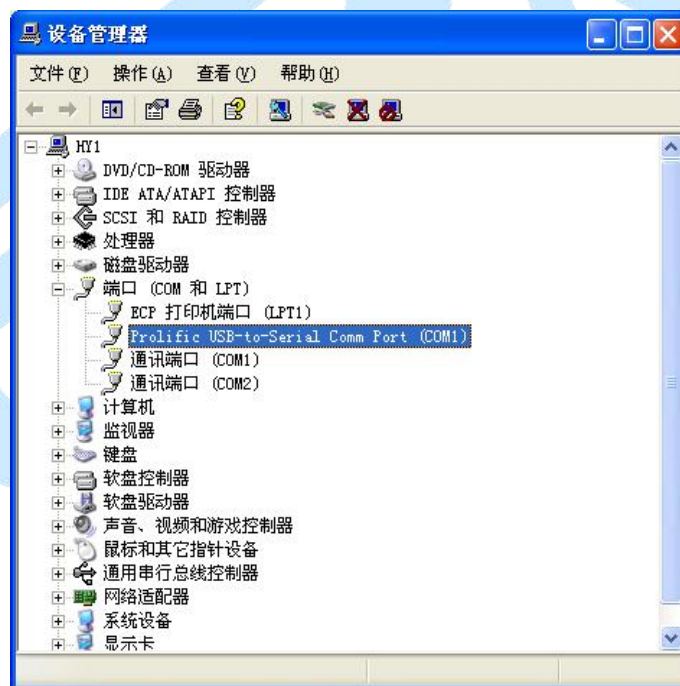 设备管理器
文件(F) 操作(A) 查看(V) 帮助(H)
HY1
DVD/CD-ROM 驱动器
IDE ATA/ATAPI 控制器
SCSI 和 RAID 控制器
处理器
磁盘驱动器
端口 (COM 和 LPT)
ECP 打印机端口 (LPT1)
Prolific USB-to-Serial Comm Port (COM1)
通讯端口 (COM1)
通讯端口 (COM2)
计算机
监视器
键盘
软盘控制器
软盘驱动器
声音、视频和游戏控制器
鼠标和其它指针设备
通用串行总线控制器
网络适配器
系统设备
显示卡